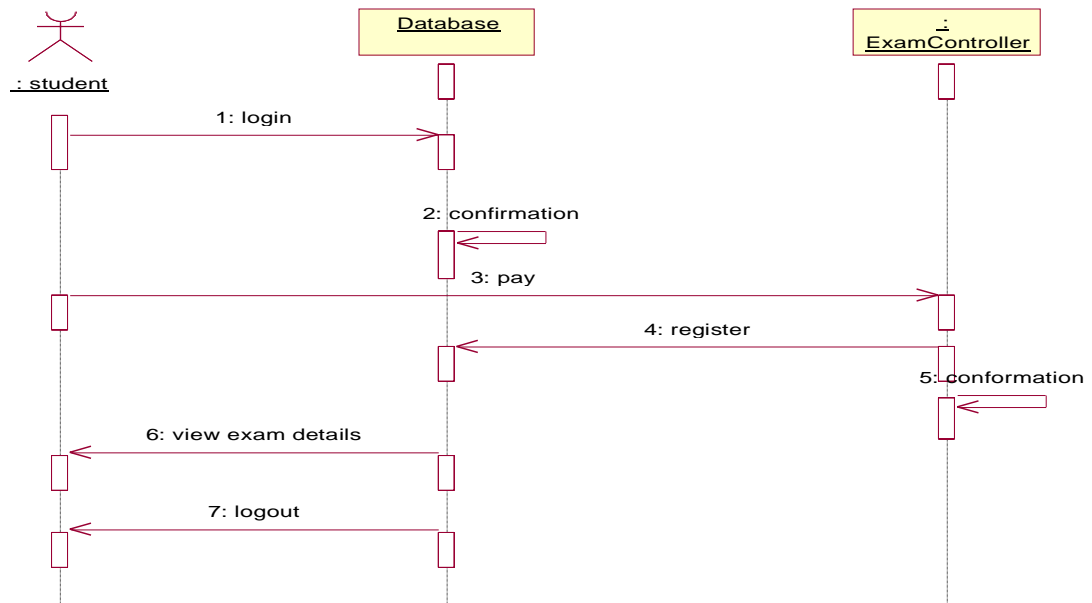 Database
:
ExamController
: student
1: login
2: confirmation
3: pay
4: register
5: conformation
6: view exam details
7: logout